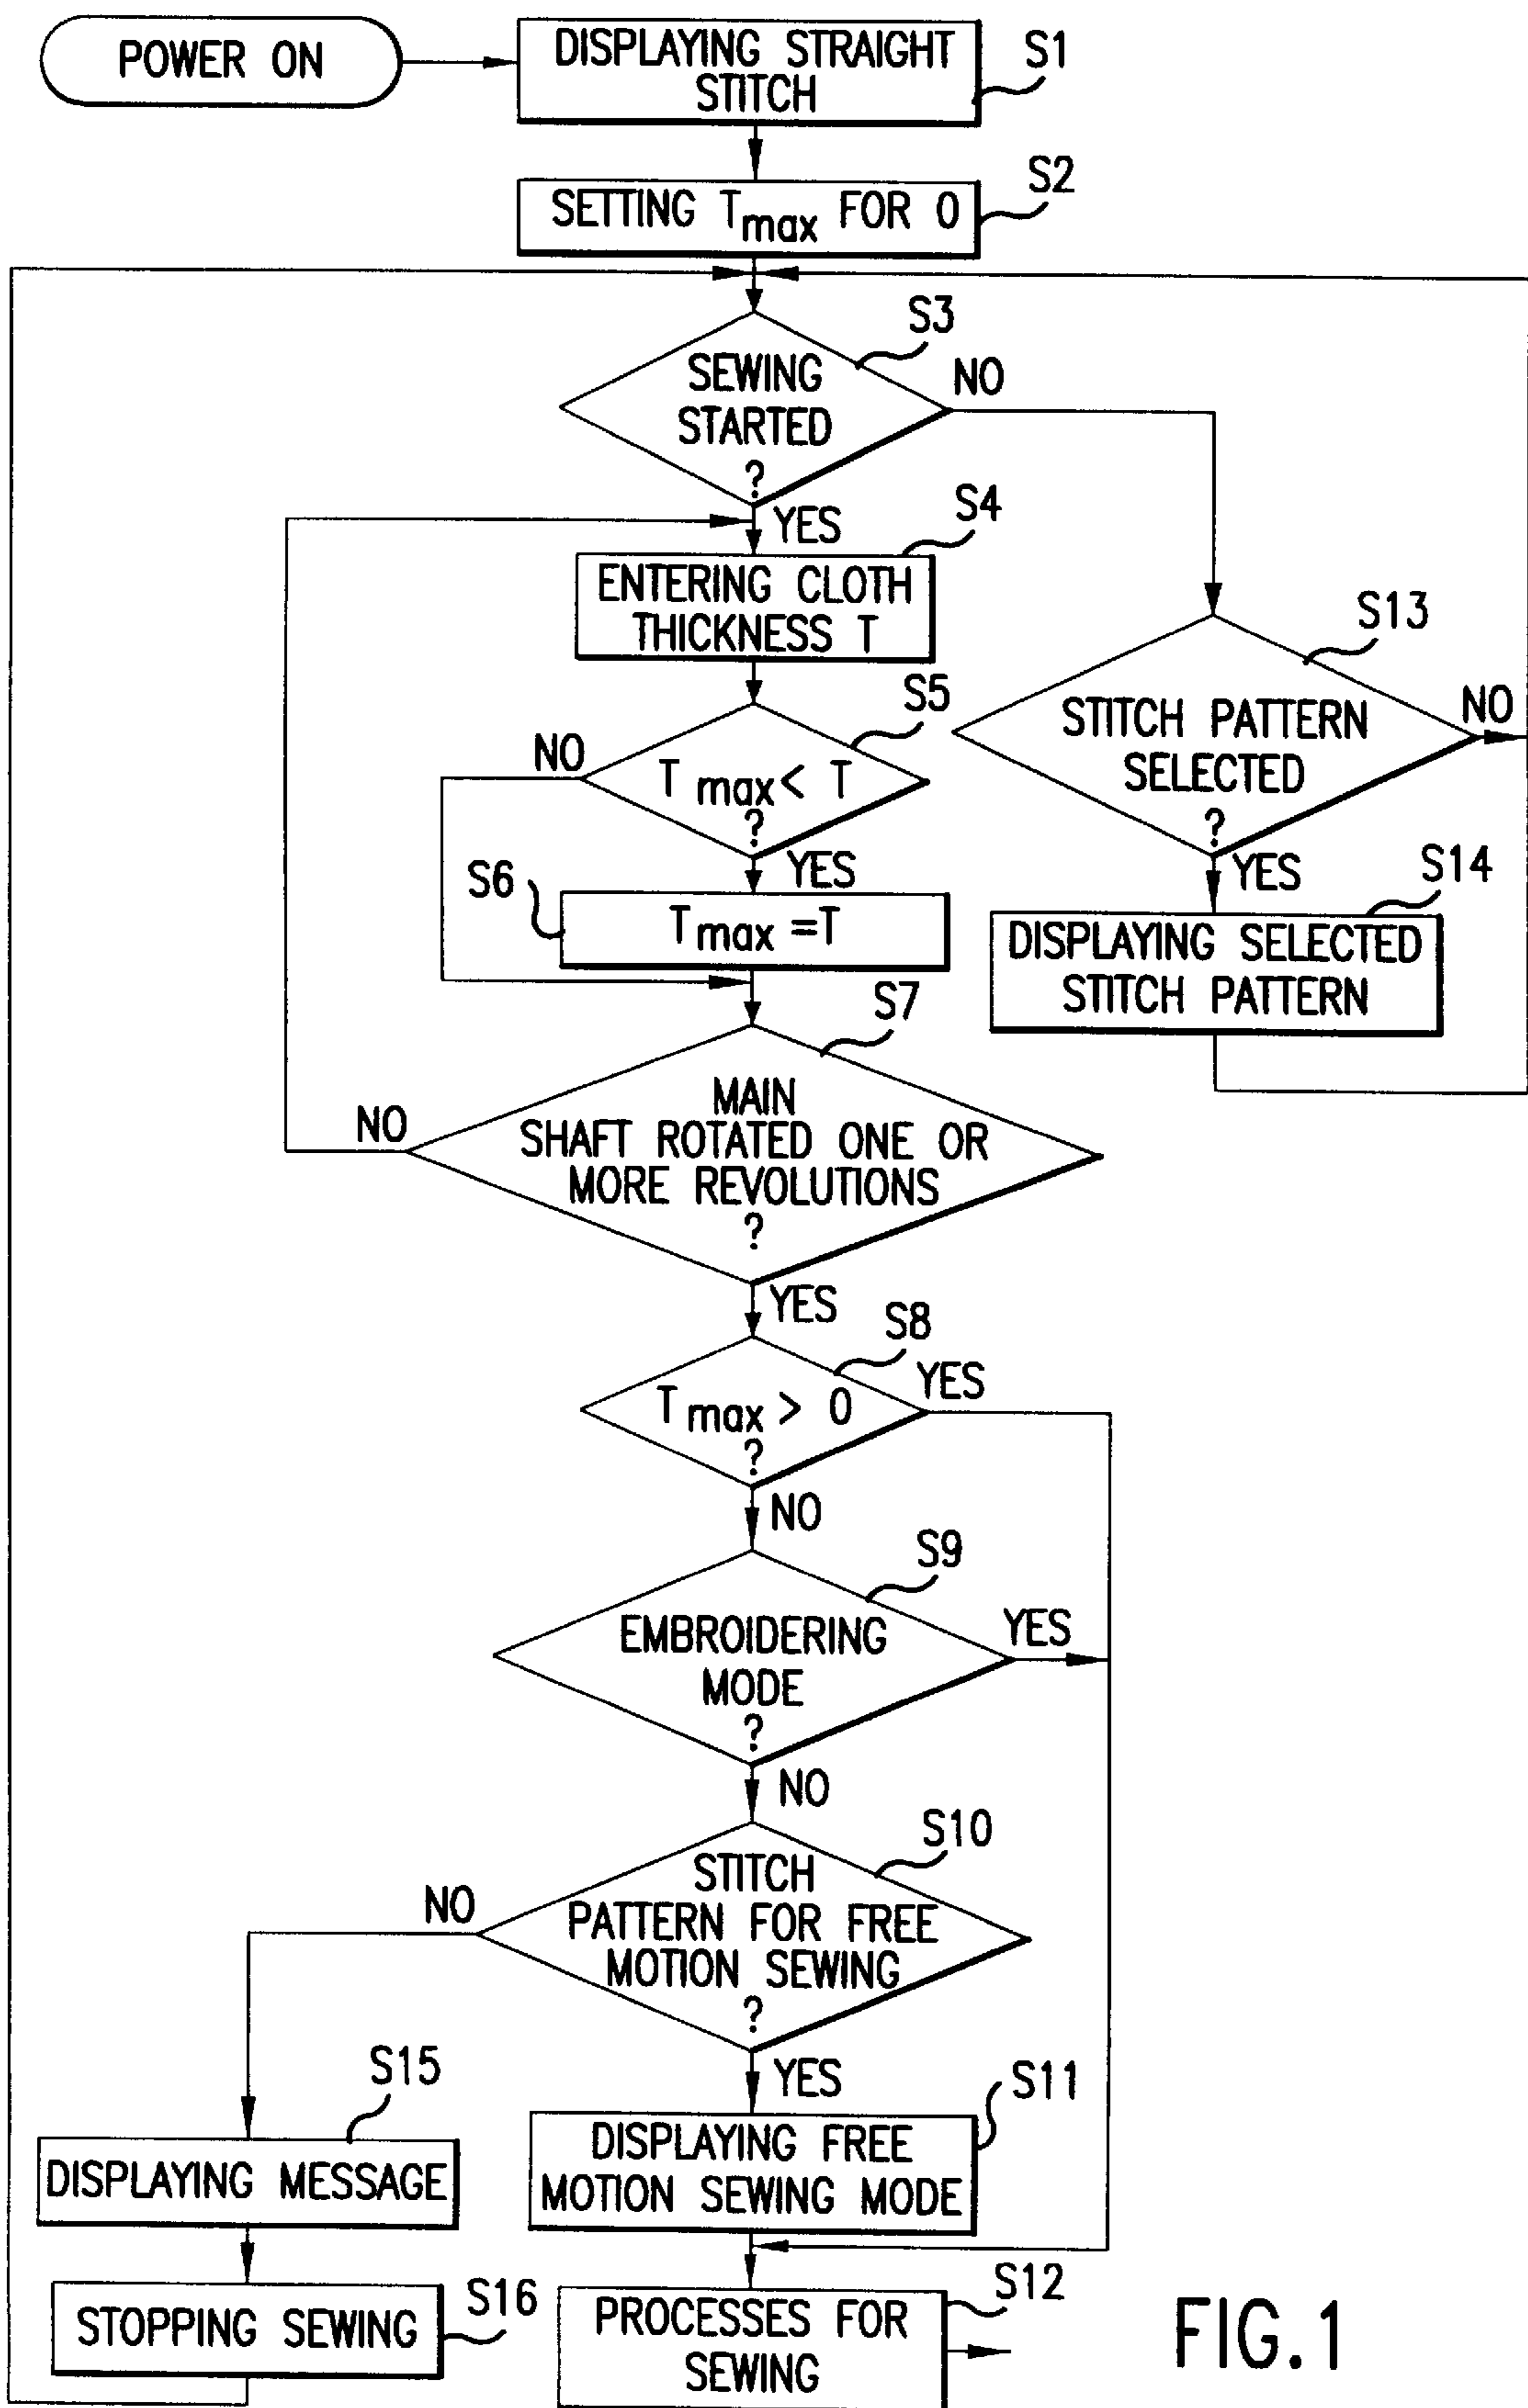 POWER ON
DISPLAYING STRAIGHT
STITCH
S1
SETTING Tmax FOR 0
S2
SEWING
STARTED
?
S3
NO
YES
ENTERING CLOTH
THICKNESS T
S4
Tmax < T
?
S5
NO
YES
Tmax =T
S6
STITCH PATTERN
SELECTED
?
S13
NO
YES
DISPLAYING SELECTED
STITCH PATTERN
S14
MAIN
SHAFT ROTATED ONE OR
MORE REVOLUTIONS
?
S7
NO
YES
Tmax > 0
?
S8
YES
NO
EMBROIDERING
MODE
?
S9
YES
NO
STITCH
PATTERN FOR FREE
MOTION SEWING
?
S10
NO
YES
DISPLAYING MESSAGE
S15
DISPLAYING FREE
MOTION SEWING MODE
S11
STOPPING SEWING
S16
PROCESSES FOR
SEWING
S12
FIG.1